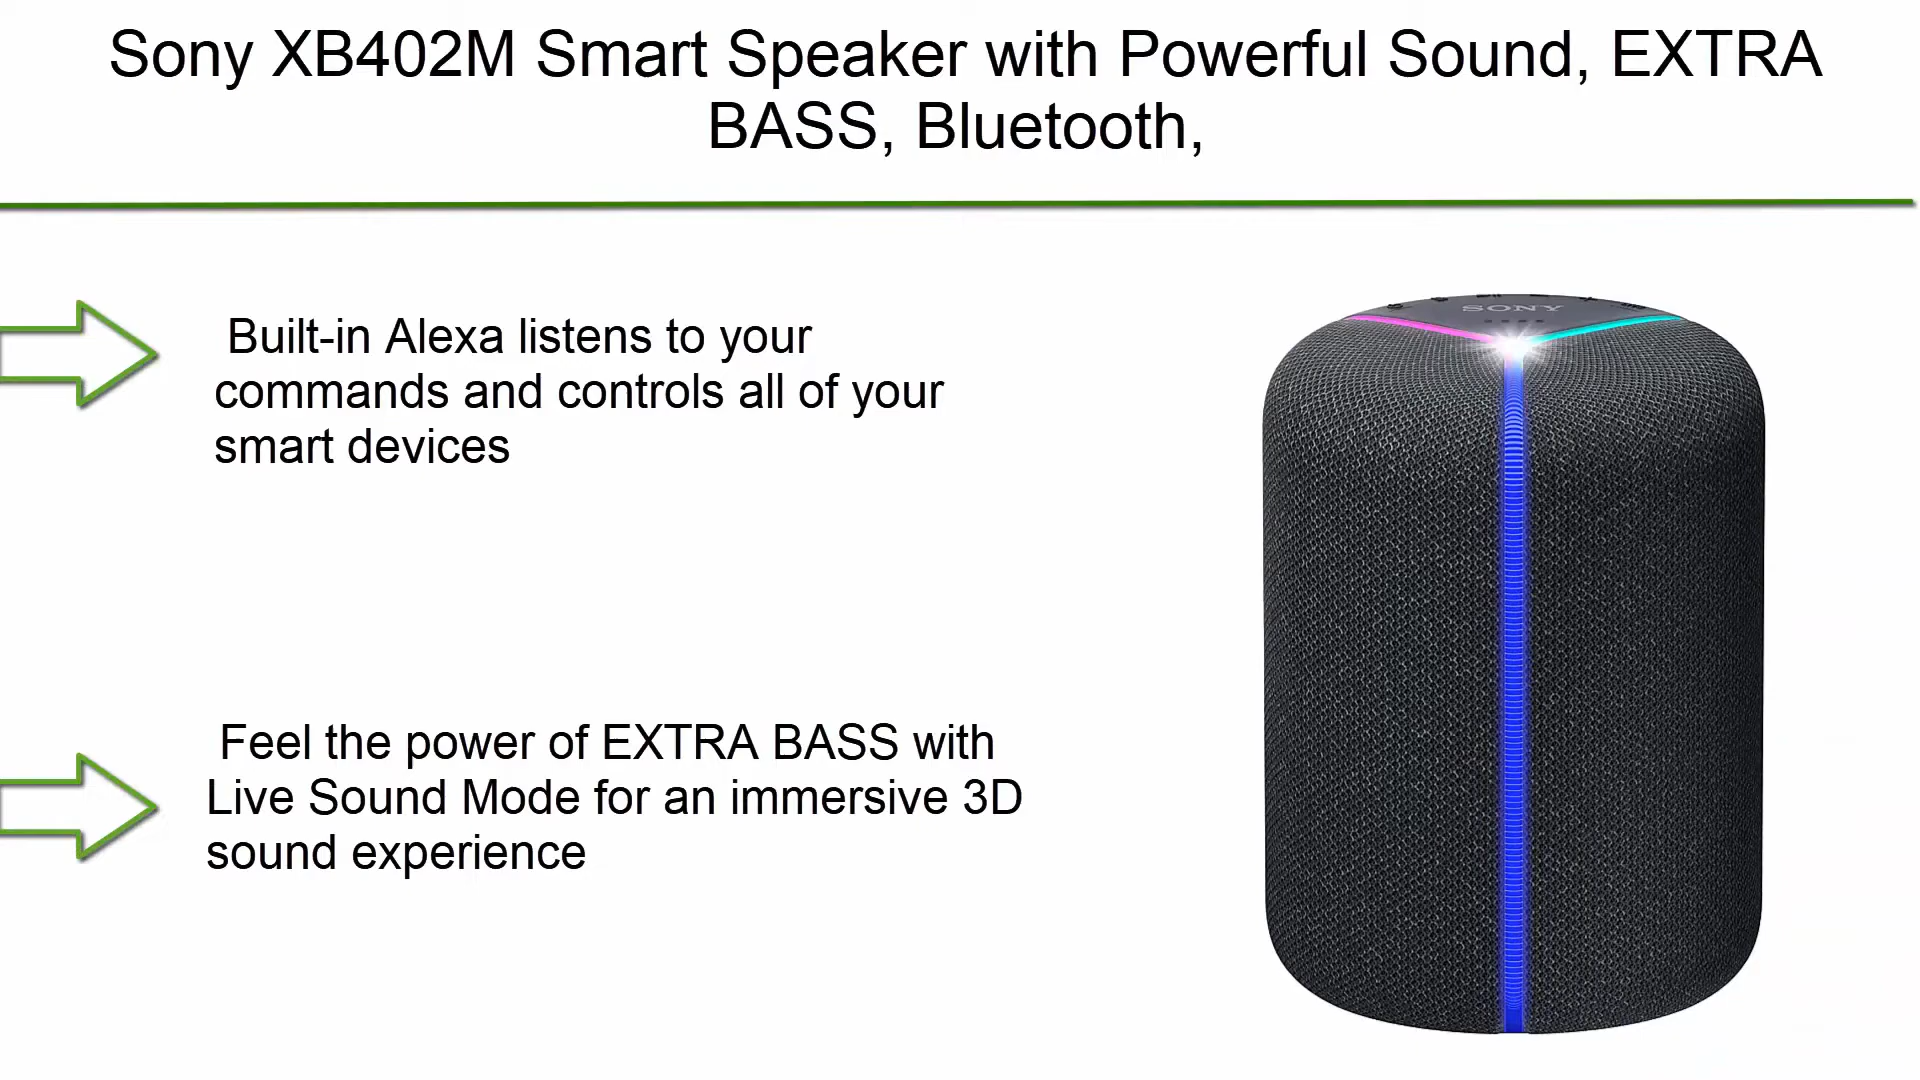 Sony XB402M Smart Speaker with Powerful Sound, EXTRA
BASS, Bluetooth,
Built-in Alexa listens to your
commands and controls all of your
smart devices
SONY
Feel the power of EXTRA BASS with
Live Sound Mode for an immersive 3D
sound experience